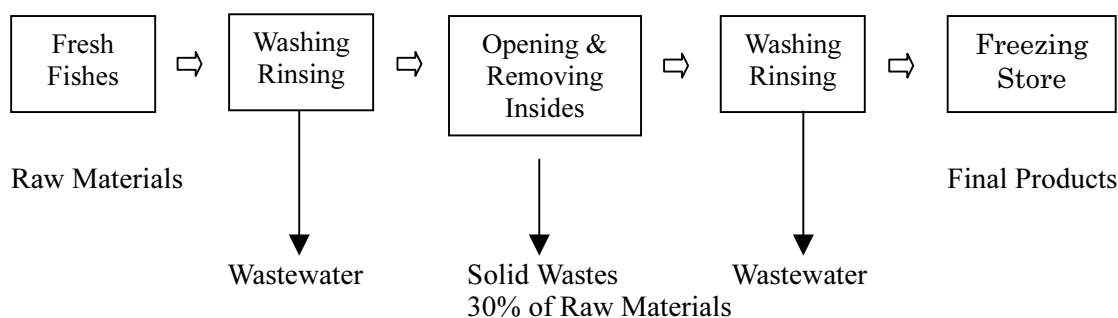 Fresh
Fishes
Washing
Rinsing
Opening &
Removing
Insides
Washing
Rinsing
Freezing
Store
Raw Materials
Final Products
Wastewater
Solid Wastes
30% of Raw Materials
Wastewater